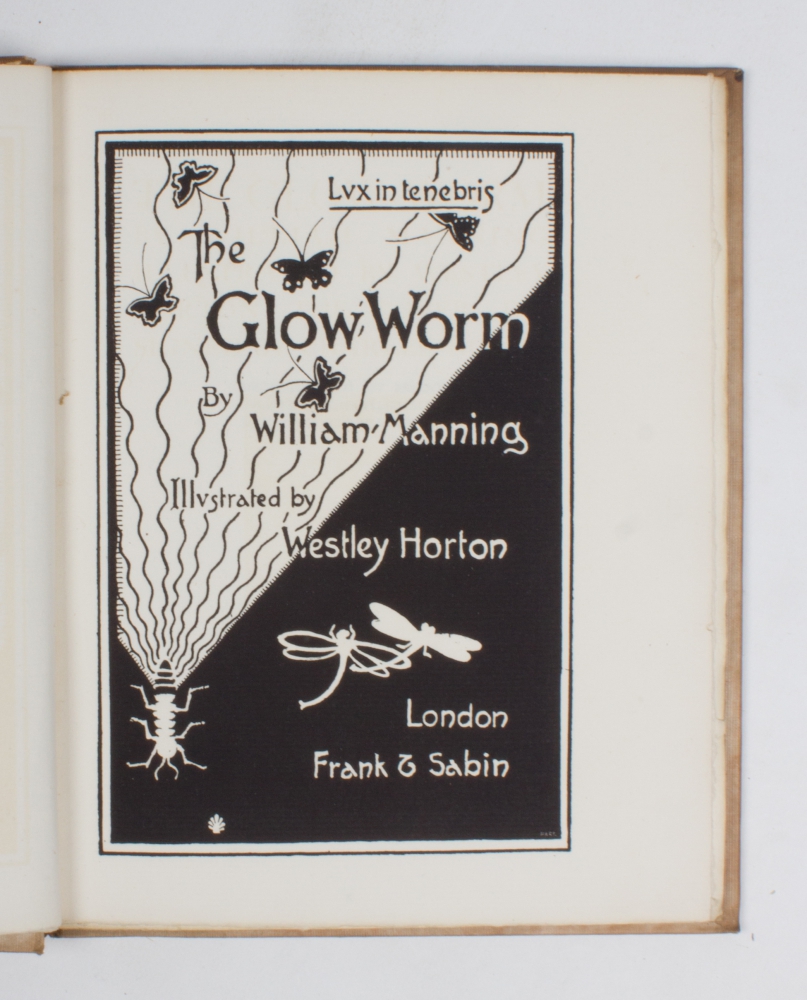 Lvx in tenebris
The
Glow Worm
By
William Manning
Illvstrated by
Westley Horton
London
Frank & Sabin